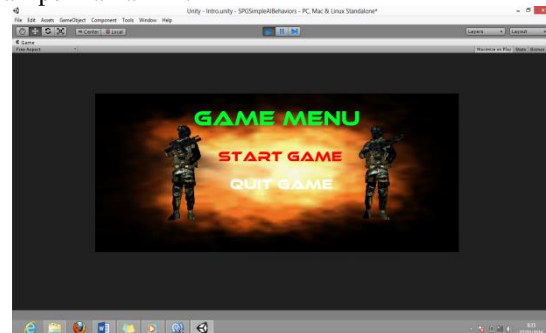 Unity - Intro.unity - SPGSimpleAIBehaviors - PC, Mac & Linux Standalone*
File Edit Assets GameObject Component Tools Window Help
Center Local Layers Layout
Game
Free Aspect Maximize on Play Stats Gizmos
GAME MENU
START GAME
QUIT GAME